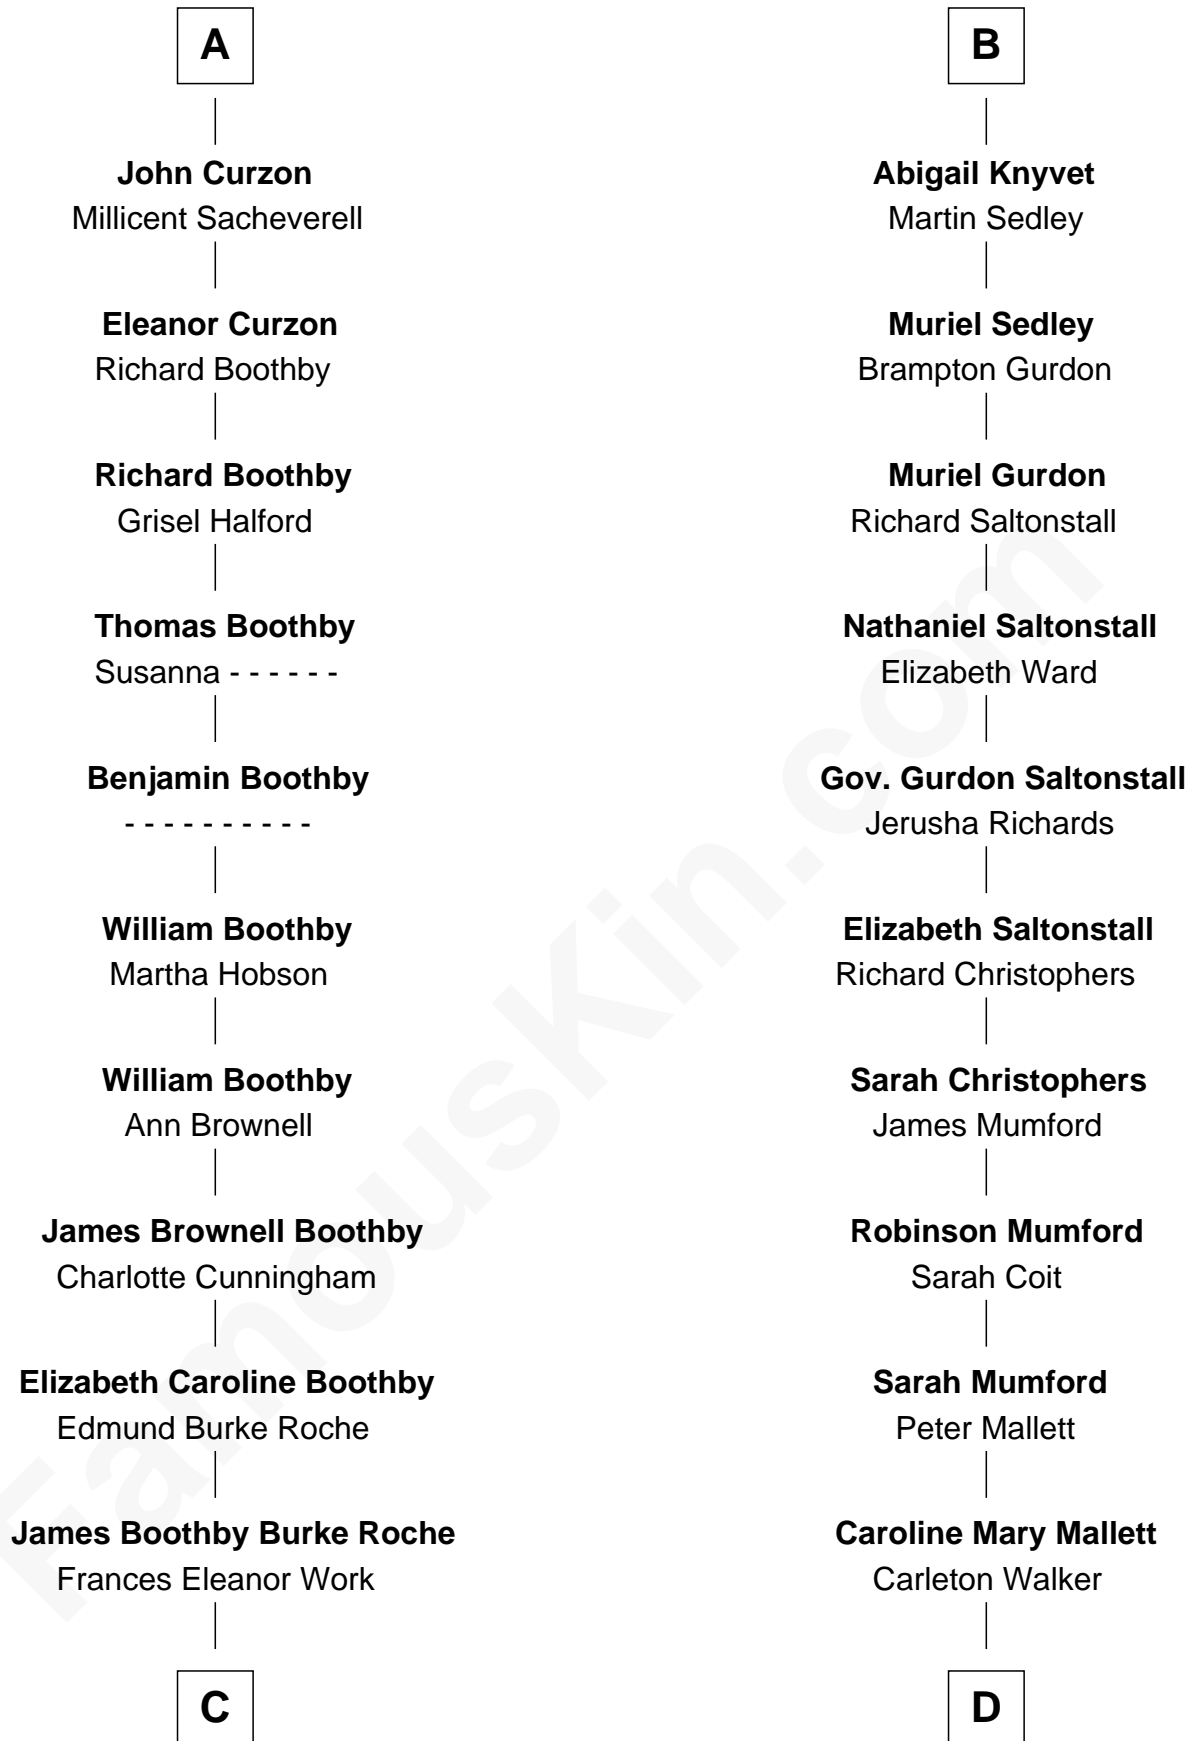 A
John Curzon
Millicent Sacheverell
Eleanor Curzon
Richard Boothby
Richard Boothby
Grisel Halford
Thomas Boothby
Susanna - - - - - -
Benjamin Boothby
- - - - - - - - - -
William Boothby
Martha Hobson
William Boothby
Ann Brownell
James Brownell Boothby
Charlotte Cunningham
Elizabeth Caroline Boothby
Edmund Burke Roche
James Boothby Burke Roche
Frances Eleanor Work
C
B
Abigail Knyvet
Martin Sedley
Muriel Sedley
Brampton Gurdon
Muriel Gurdon
Richard Saltonstall
Nathaniel Saltonstall
Elizabeth Ward
Gov. Gurdon Saltonstall
Jerusha Richards
Elizabeth Saltonstall
Richard Christophers
Sarah Christophers
James Mumford
Robinson Mumford
Sarah Coit
Sarah Mumford
Peter Mallett
Caroline Mary Mallett
Carleton Walker
D
FamousKin.com